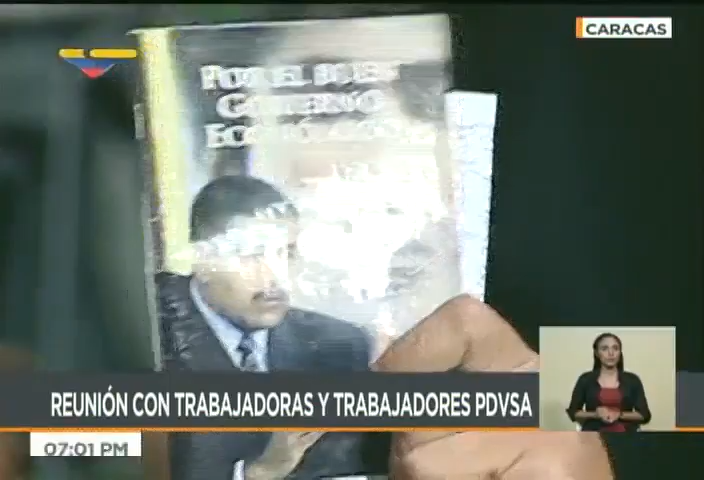 CARACAS
POR EL BUEN
GOBIERNO
REUNIÓN CON TRABAJADORAS Y TRABAJADORES PDVSA
07:01 PM